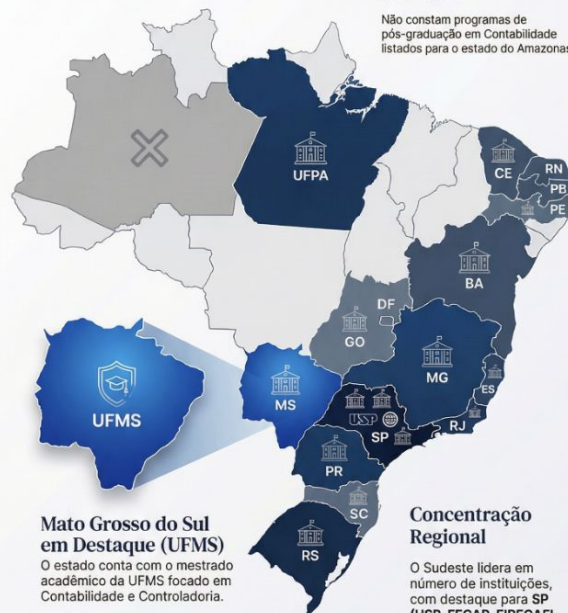 Não constam programas de
pós-graduação em Contabilidade
listados para o estado do Amazonas
UFPA
CE
RN
PB
PE
BA
DF
GO
MG
ES
RJ
UFMS
MS
USP
SP
PR
SC
RS
Mato Grosso do Sul
em Destaque (UFMS)
O estado conta com o mestrado
acadêmico da UFMS focado em
Contabilidade e Controladoria.
Concentração
Regional
O Sudeste lidera em
número de instituições,
com destaque para SP
(USP, FECAP, FIPECAFI